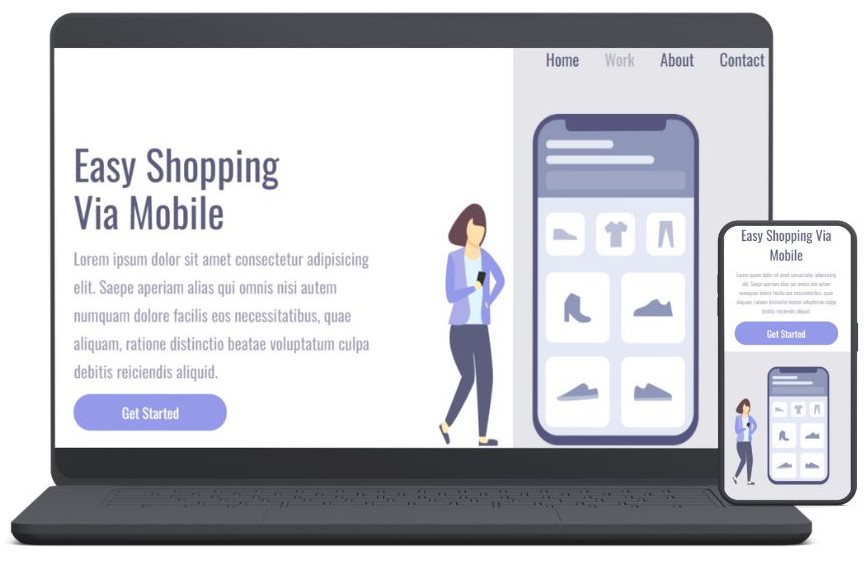 Home Work About Contact
Easy Shopping
Via Mobile
Lorem ipsum dolor sit amet consectetur adipisicing
elit. Saepe aperiam alias qui omnis nisi autem
numquam dolore facilis eos necessitatibus, quae
aliquam, ratione distinctio beatae voluptatum culpa
debitis reiciendis aliquid.
Get Started
Easy Shopping Via
Mobile
Lorem ipsum dolor sit amet consectetur adipisicing
elit. Saepe aperiam alias qui omnis nisi autem
numquam dolore facilis eos necessitatibus, quae
aliquam, ratione distinctio beatae voluptatum culpa
debitis reiciendis aliquid.
Get Started